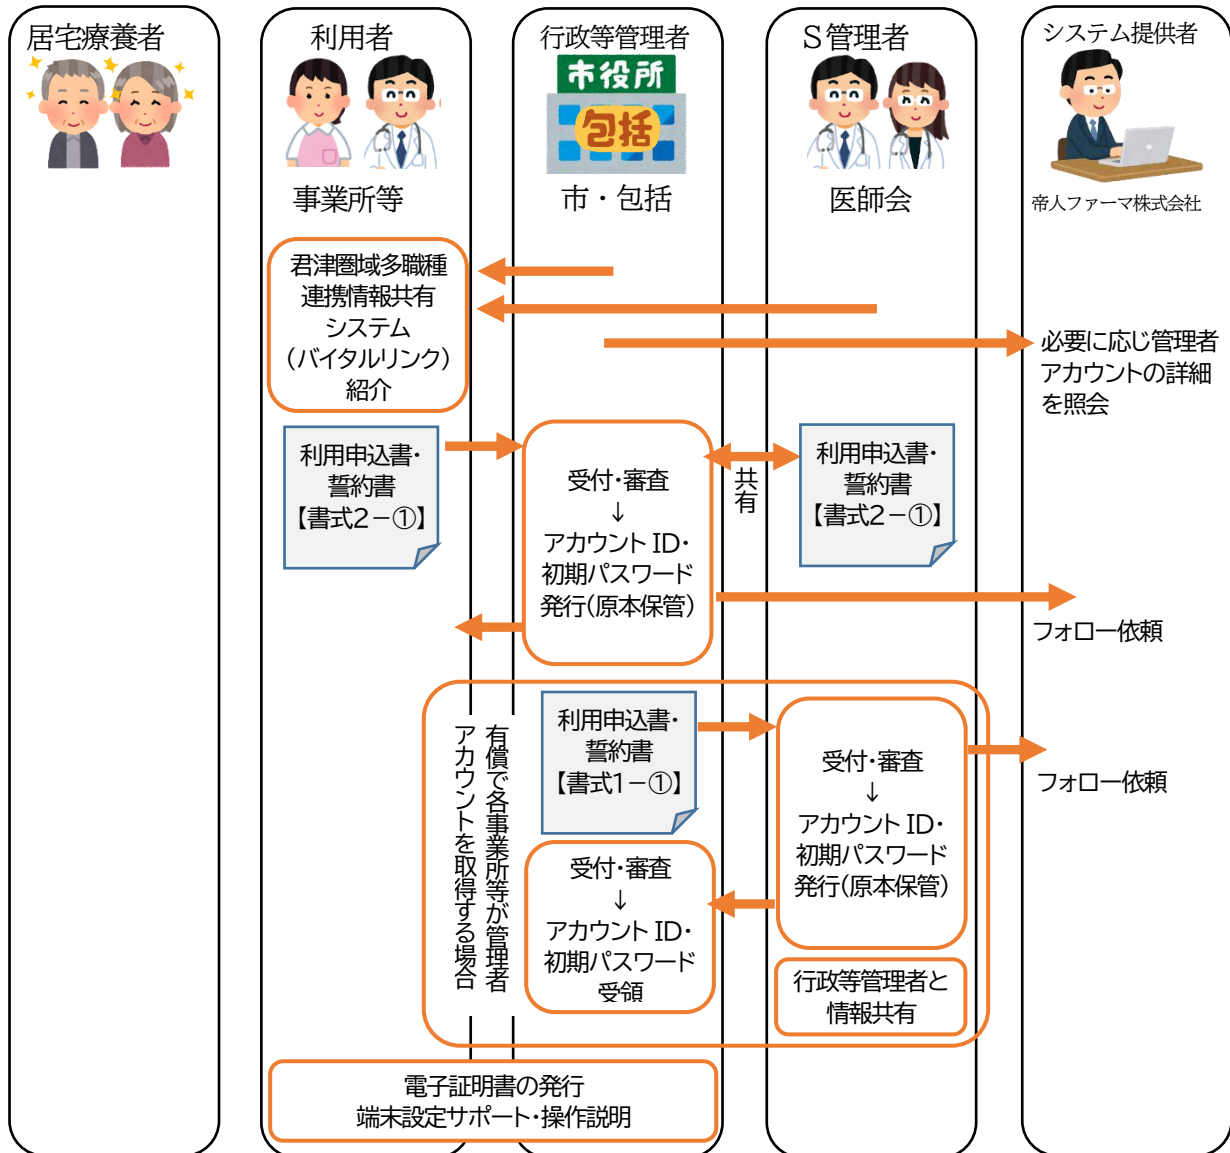 居宅療養者
利用者
行政等管理者
S管理者
システム提供者
市役所
包括
事業所等
市・包括
医師会
帝人ファーマ株式会社
君津圏域多職種
連携情報共有
システム
（バイタルリンク）
紹介
必要に応じ管理者
アカウントの詳細
を照会
利用申込書・
誓約書
【書式2－①】
受付・審査
↓
アカウント ID・
初期パスワード
発行（原本保管）
共有
利用申込書・
誓約書
【書式2－①】
フォロー依頼
有償で各事業所等が管理者
アカウントを取得する場合
利用申込書・
誓約書
【書式1－①】
受付・審査
↓
アカウント ID・
初期パスワード
発行（原本保管）
フォロー依頼
受付・審査
↓
アカウント ID・
初期パスワード
受領
行政等管理者と
情報共有
電子証明書の発行
端末設定サポート・操作説明